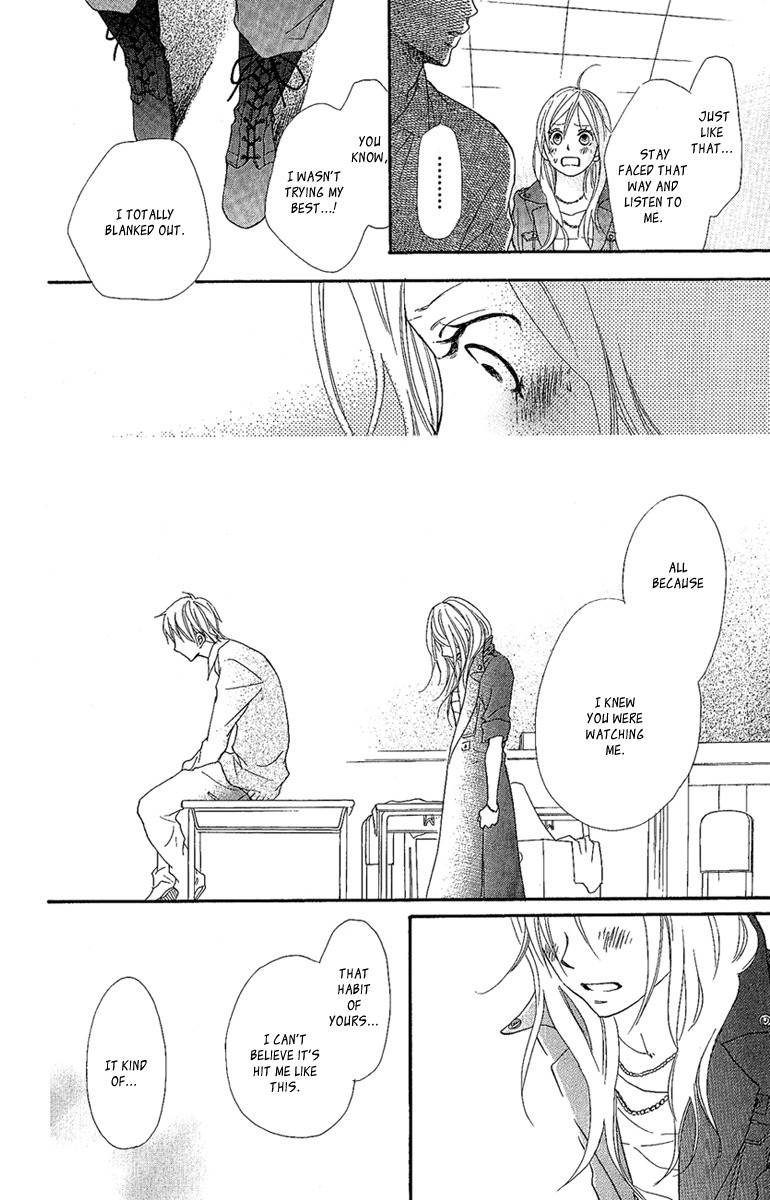 JUST
LIKE
THAT...
STAY
FACED THAT
WAY AND
LISTEN TO
ME.
........
YOU
KNOW,
I WASN'T
TRYING MY
BEST...!
I TOTALLY
BLANKED OUT.
ALL
BECAUSE
I KNEW
YOU WERE
WATCHING
ME.
THAT
HABIT
OF
YOURS...
I CAN'T
BELIEVE IT'S
HIT ME LIKE
THIS.
IT KIND
OF...